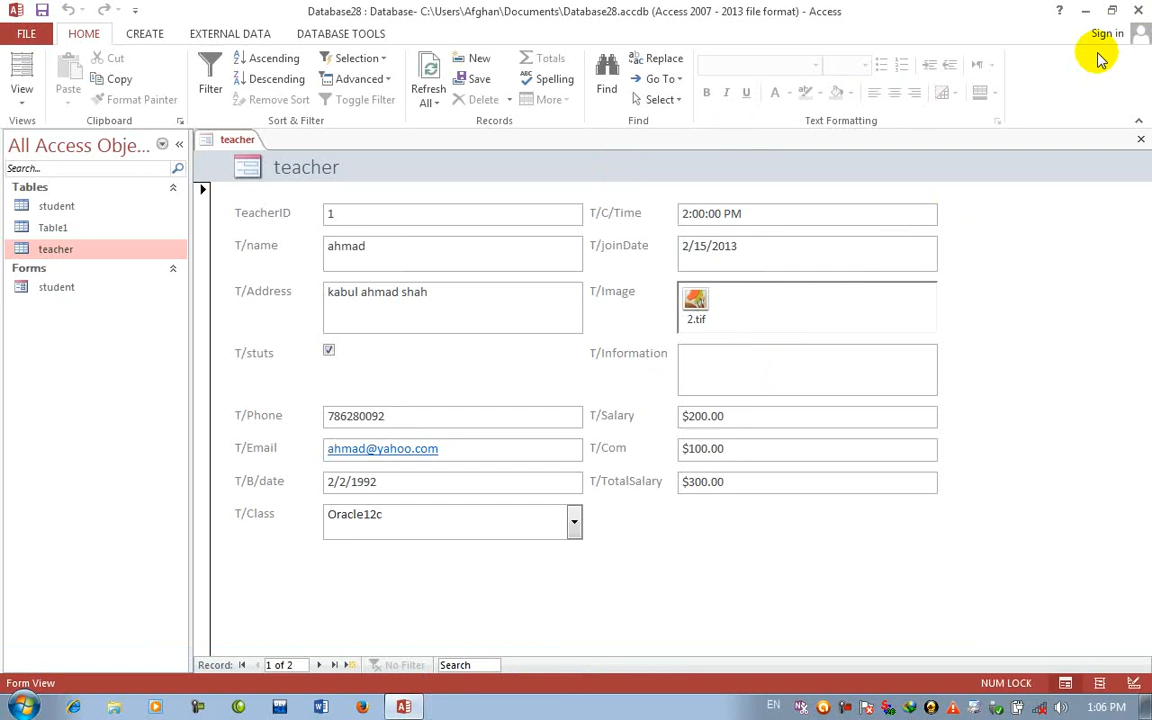 Database28 : Database- C:\Users\Afghan\Documents\Database28.accdb (Access 2007 - 2013 file format) - Access
?
FILE HOME CREATE EXTERNAL DATA DATABASE TOOLS Sign in
View
Views
Paste
Cut
Copy
Format Painter
Clipboard
Filter
Ascending
Descending
Remove Sort
Selection
Advanced
Toggle Filter
Sort & Filter
Refresh All
New
Save
Delete
Totals
Spelling
More
Records
Find
Replace
Go To
Select
Find
B I U A
Text Formatting
All Access Obje...
Search...
Tables
student
Table1
teacher
Forms
student
teacher
teacher
TeacherID 1 T/C/Time 2:00:00 PM
T/name ahmad T/joinDate 2/15/2013
T/Address kabul ahmad shah T/Image
2.tif
T/stuts T/Information
T/Phone 786280092 T/Salary $200.00
T/Email ahmad@yahoo.com T/Com $100.00
T/B/date 2/2/1992 T/TotalSalary $300.00
T/Class Oracle12c
Record: 1 of 2 No Filter Search
Form View NUM LOCK
EN 1:06 PM